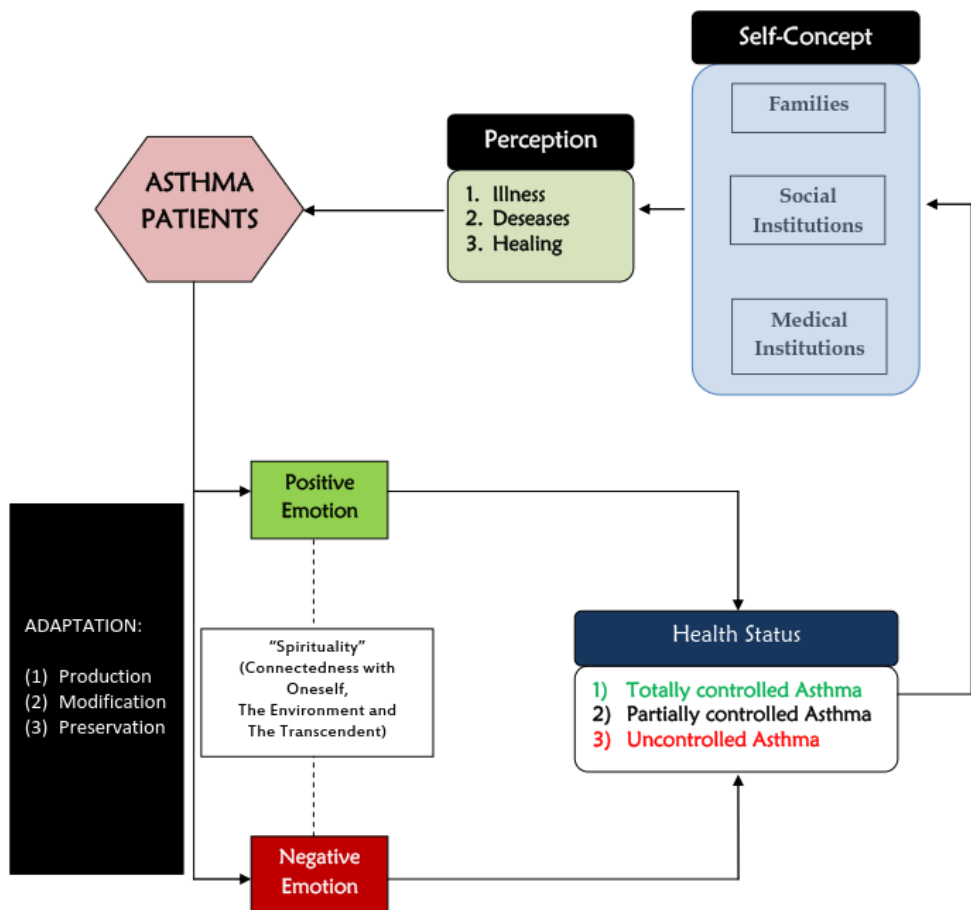 Self-Concept
Families
Social
Institutions
Medical
Institutions
Perception
1. Illness
2. Deseases
3. Healing
ASTHMA
PATIENTS
Positive
Emotion
ADAPTATION:
(1) Production
(2) Modification
(3) Preservation
“Spirituality”
(Connectedness with
Oneself,
The Environment and
The Transcendent)
Health Status
1) Totally controlled Asthma
2) Partially controlled Asthma
3) Uncontrolled Asthma
Negative
Emotion